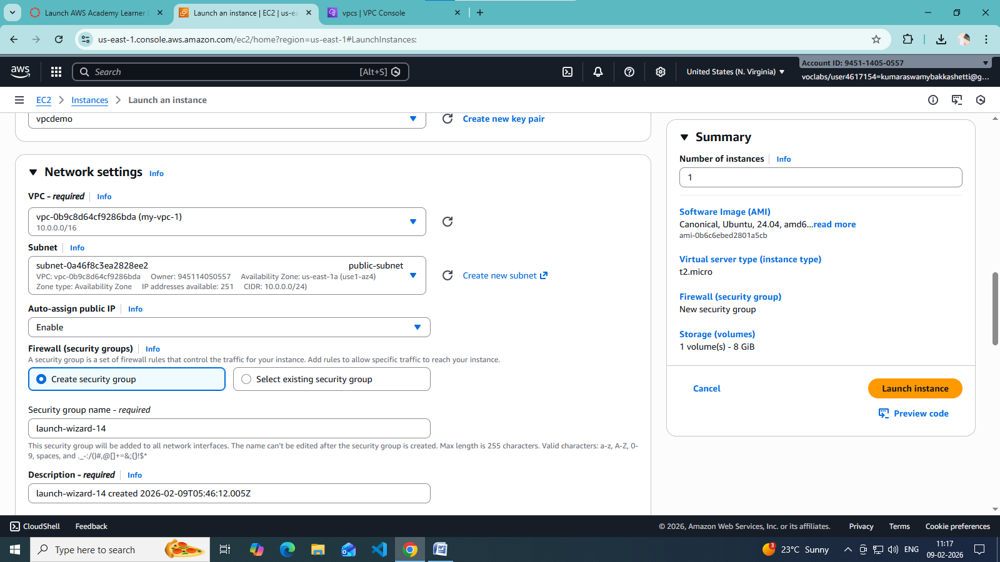 Launch AWS Academy Learner L
Launch an instance | EC2 | us-ea
vpcs | VPC Console
us-east-1.console.aws.amazon.com/ec2/home?region=us-east-1#LaunchInstances:
aws
Search
[Alt+S]
United States (N. Virginia)
Account ID: 9451-1405-0557
voclabs/user4617154=kumaraswamybakkashetti@g...
EC2
Instances
Launch an instance
vpcdemo
Create new key pair
Network settings Info
VPC - required Info
vpc-0b9c8d64cf9286bda (my-vpc-1)
10.0.0.0/16
Subnet Info
subnet-0a46f8c3ea2828ee2 public-subnet
VPC: vpc-0b9c8d64cf9286bda Owner: 945114050557 Availability Zone: us-east-1a (use1-az4)
Zone type: Availability Zone IP addresses available: 251 CIDR: 10.0.0.0/24)
Create new subnet
Auto-assign public IP Info
Enable
Firewall (security groups) Info
A security group is a set of firewall rules that control the traffic for your instance. Add rules to allow specific traffic to reach your instance.
Create security group
Select existing security group
Security group name - required
launch-wizard-14
This security group will be added to all network interfaces. The name can't be edited after the security group is created. Max length is 255 characters. Valid characters: a-z, A-Z, 0-
9, spaces, and ._-:/()#,@[]+=&;{}!$*
Description - required Info
launch-wizard-14 created 2026-02-09T05:46:12.005Z
Summary
Number of instances Info
1
Software Image (AMI)
Canonical, Ubuntu, 24.04, amd6...read more
ami-0b6c6ebed2801a5cb
Virtual server type (instance type)
t2.micro
Firewall (security group)
New security group
Storage (volumes)
1 volume(s) - 8 GiB
Cancel
Launch instance
Preview code
CloudShell
Feedback
© 2026, Amazon Web Services, Inc. or its affiliates.
Privacy
Terms
Cookie preferences
Type here to search
3
23°C Sunny
ENG
11:17
09-02-2026